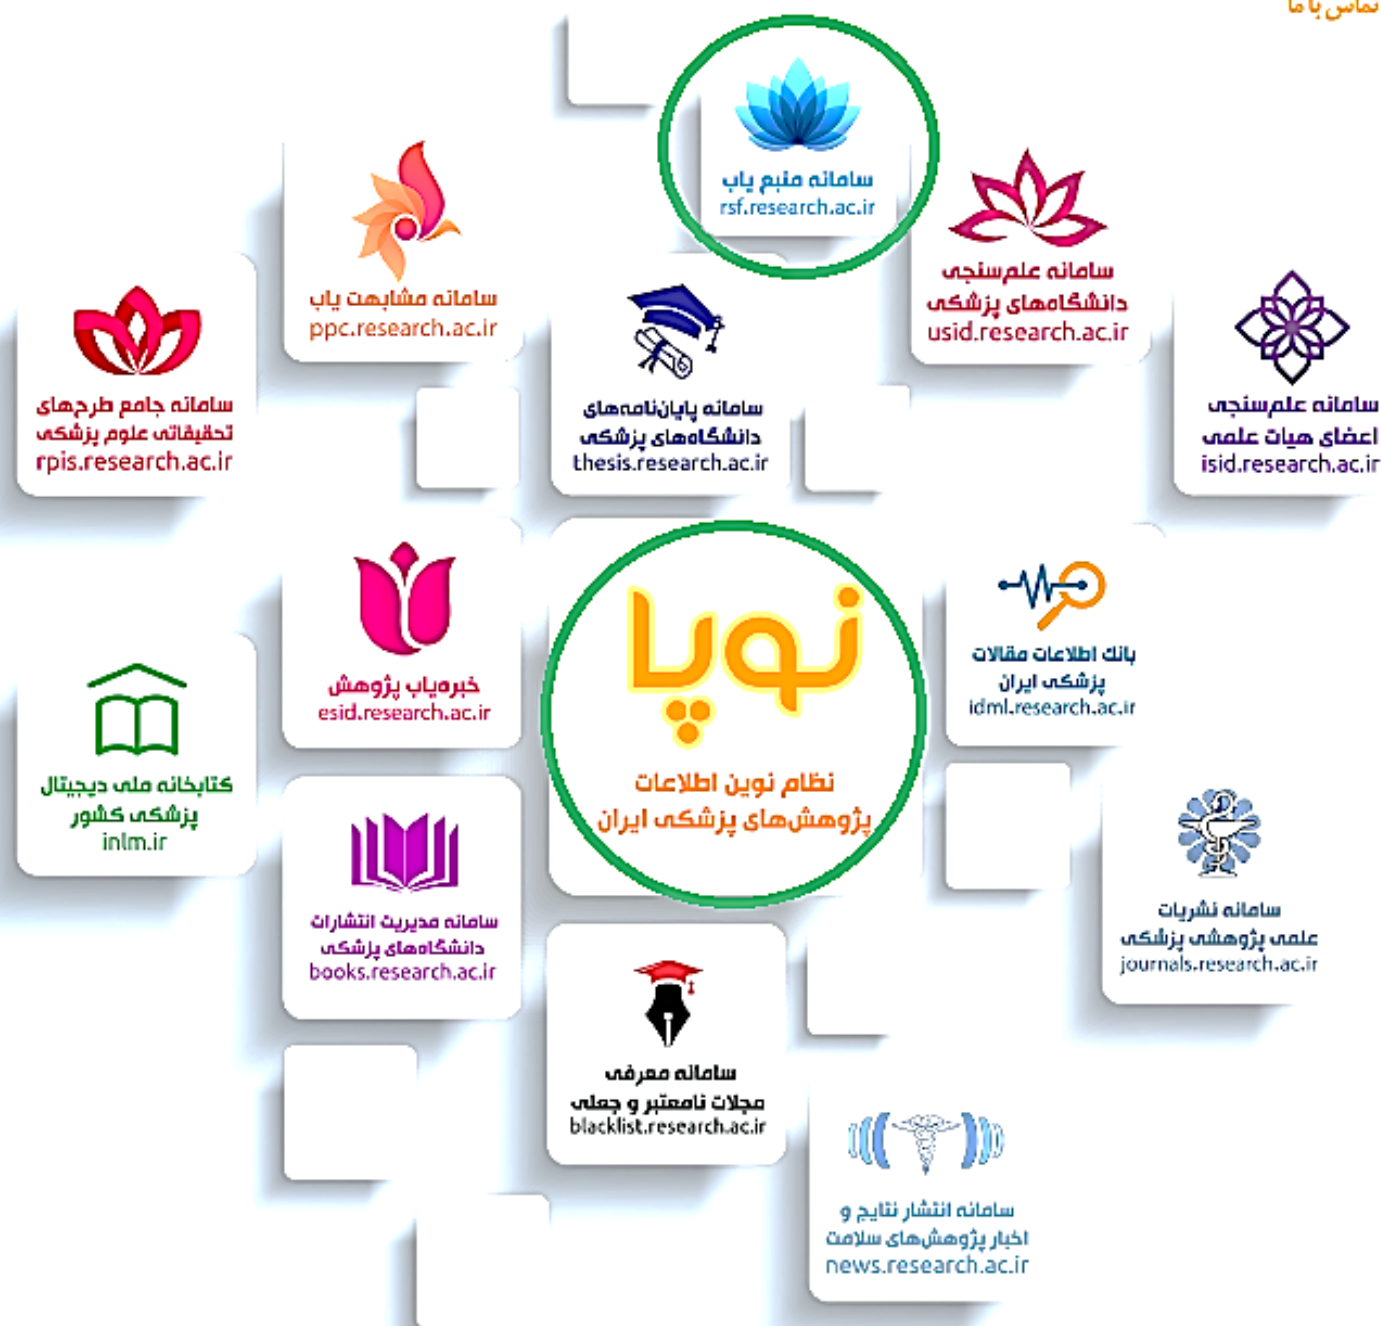 تماس با ما
سامانه منبع یاب
rsf.research.ac.ir
سامانه علم‌سنجی
دانشگاه‌های پزشکی
usid.research.ac.ir
سامانه مشابهت یاب
ppc.research.ac.ir
سامانه علم‌سنجی
اعضای هیات علمی
isid.research.ac.ir
سامانه پایان‌نامه‌های
دانشگاه‌های پزشکی
thesis.research.ac.ir
سامانه جامع طرح‌های
تحقیقاتی علوم پزشکی
rpis.research.ac.ir
بانک اطلاعات مقالات
پزشکی ایران
idml.research.ac.ir
نوپا
نظام نوین اطلاعات
پژوهش‌های پزشکی ایران
خبره‌یاب پژوهش
esid.research.ac.ir
کتابخانه ملی دیجیتال
پزشکی کشور
inlm.ir
سامانه نشریات
علمی پژوهشی پزشکی
journals.research.ac.ir
سامانه مدیریت انتشارات
دانشگاه‌های پزشکی
books.research.ac.ir
سامانه معرفی
مجلات نامعتبر و جعلی
blacklist.research.ac.ir
سامانه انتشار نتایج و
اخبار پژوهش‌های سلامت
news.research.ac.ir